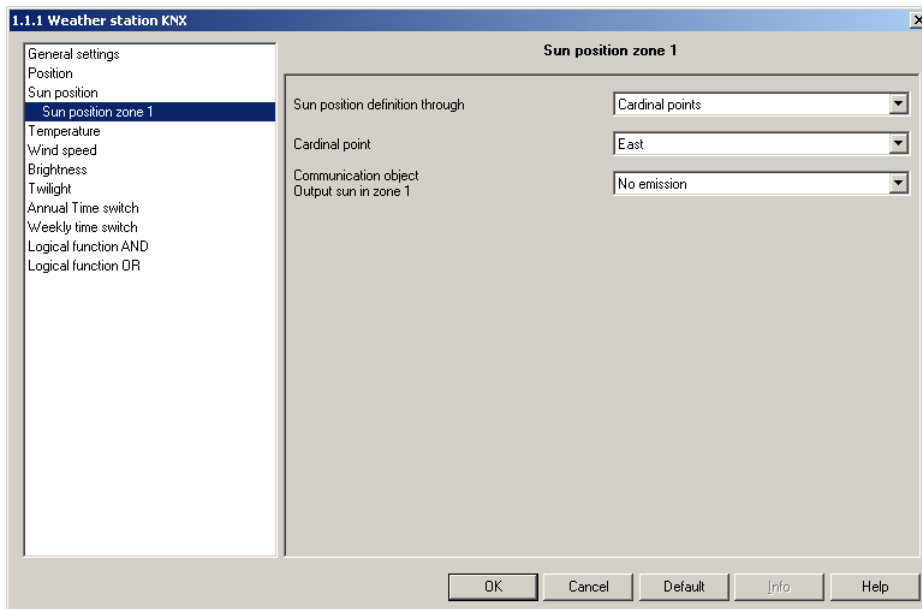 1.1.1 Weather station KNX
General settings
Position
Sun position
Sun position zone 1
Temperature
Wind speed
Brightness
Twilight
Annual Time switch
Weekly time switch
Logical function AND
Logical function OR
Sun position zone 1
Sun position definition through
Cardinal points
Cardinal point
East
Communication object
Output sun in zone 1
No emission
OK
Cancel
Default
Info
Help